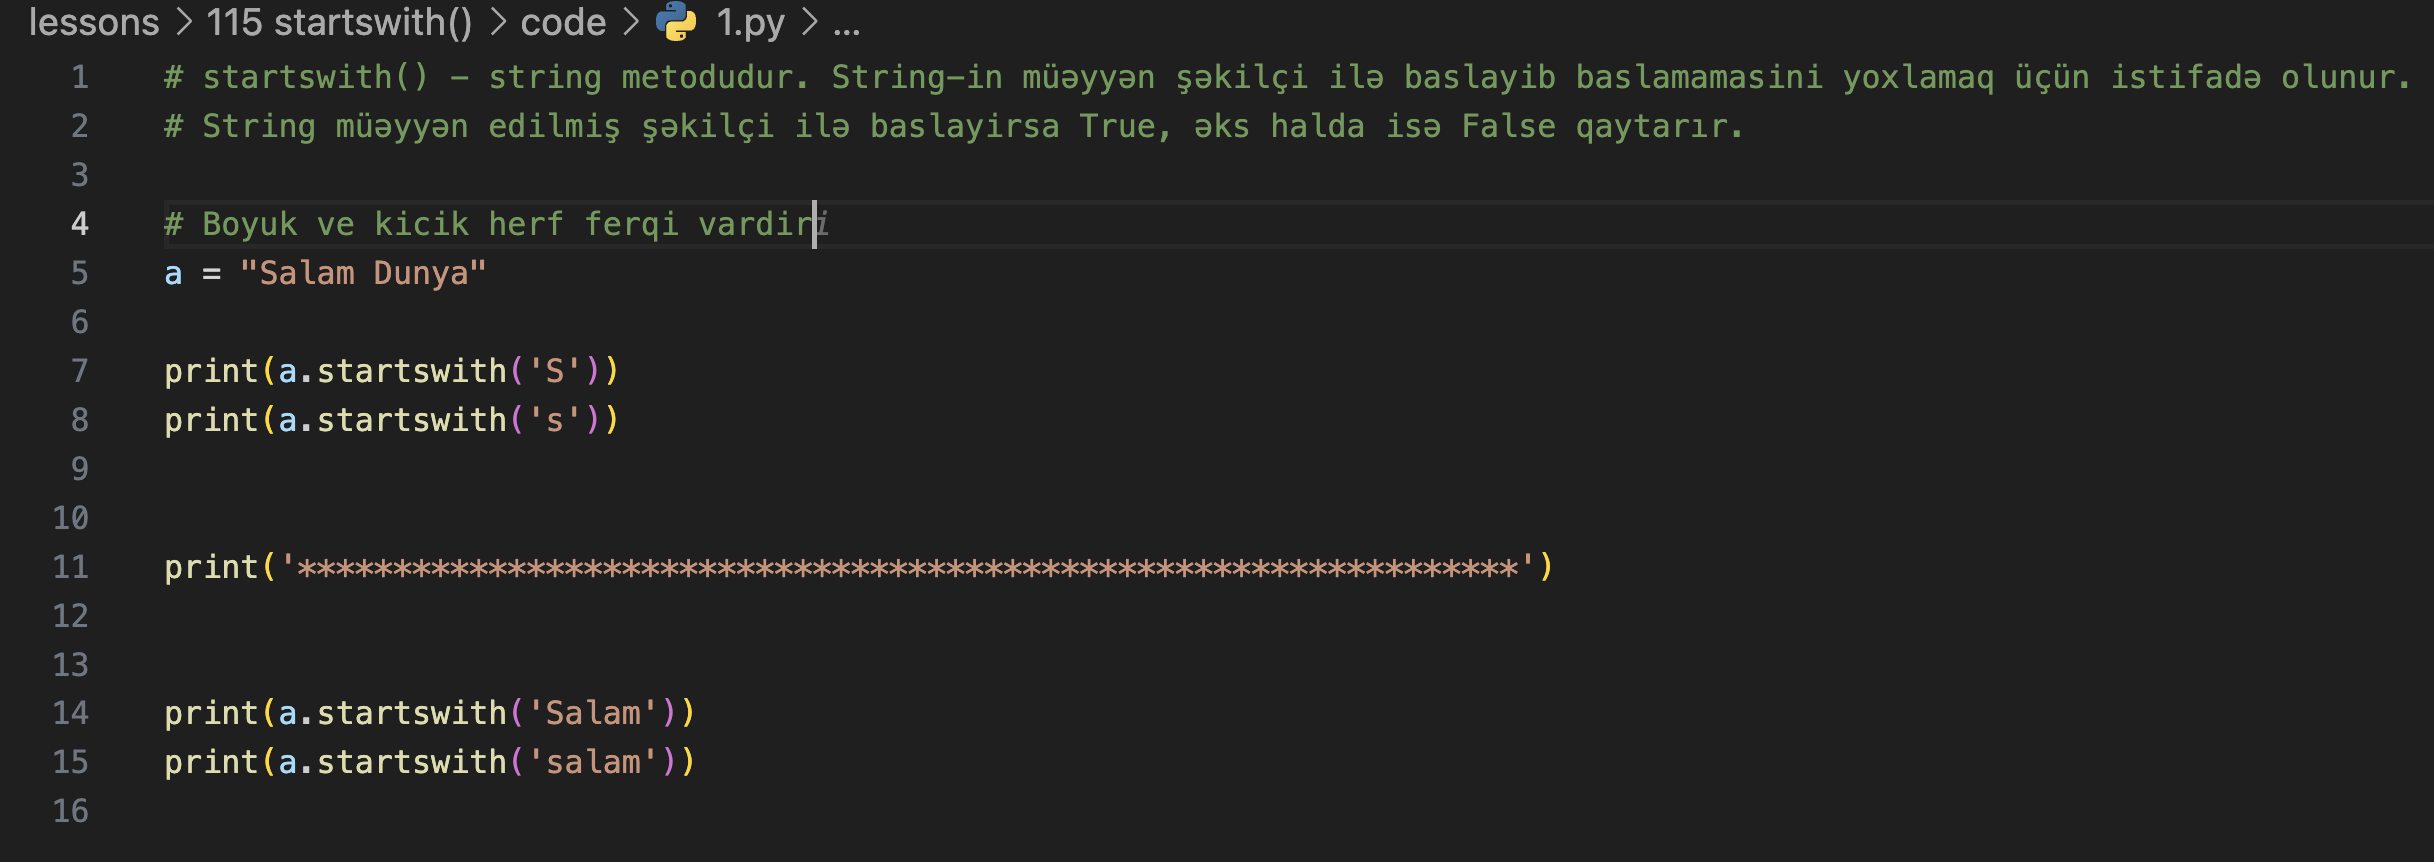 lessons > 115 startswith() > code > 1.py > ...
1 # startswith() - string metodudur. String-in müəyyən şəkilçi ilə baslayib baslamamasini yoxlamaq üçün istifadə olunur.
2 # String müəyyən edilmiş şəkilçi ilə baslayirsa True, əks halda isə False qaytarır.
3
4 # Boyuk ve kicik herf ferqi vardiri
5 a = "Salam Dunya"
6
7 print(a.startswith('S'))
8 print(a.startswith('s'))
9
10
11 print('****************************************************************')
12
13
14 print(a.startswith('Salam'))
15 print(a.startswith('salam'))
16